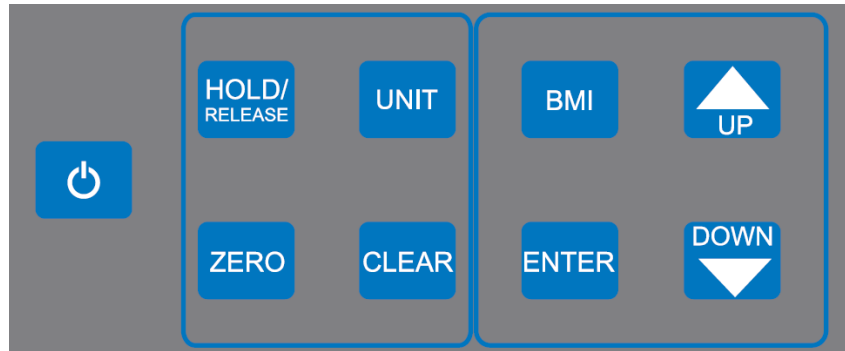 HOLD/
RELEASE
UNIT
BMI
UP
ZERO
CLEAR
ENTER
DOWN